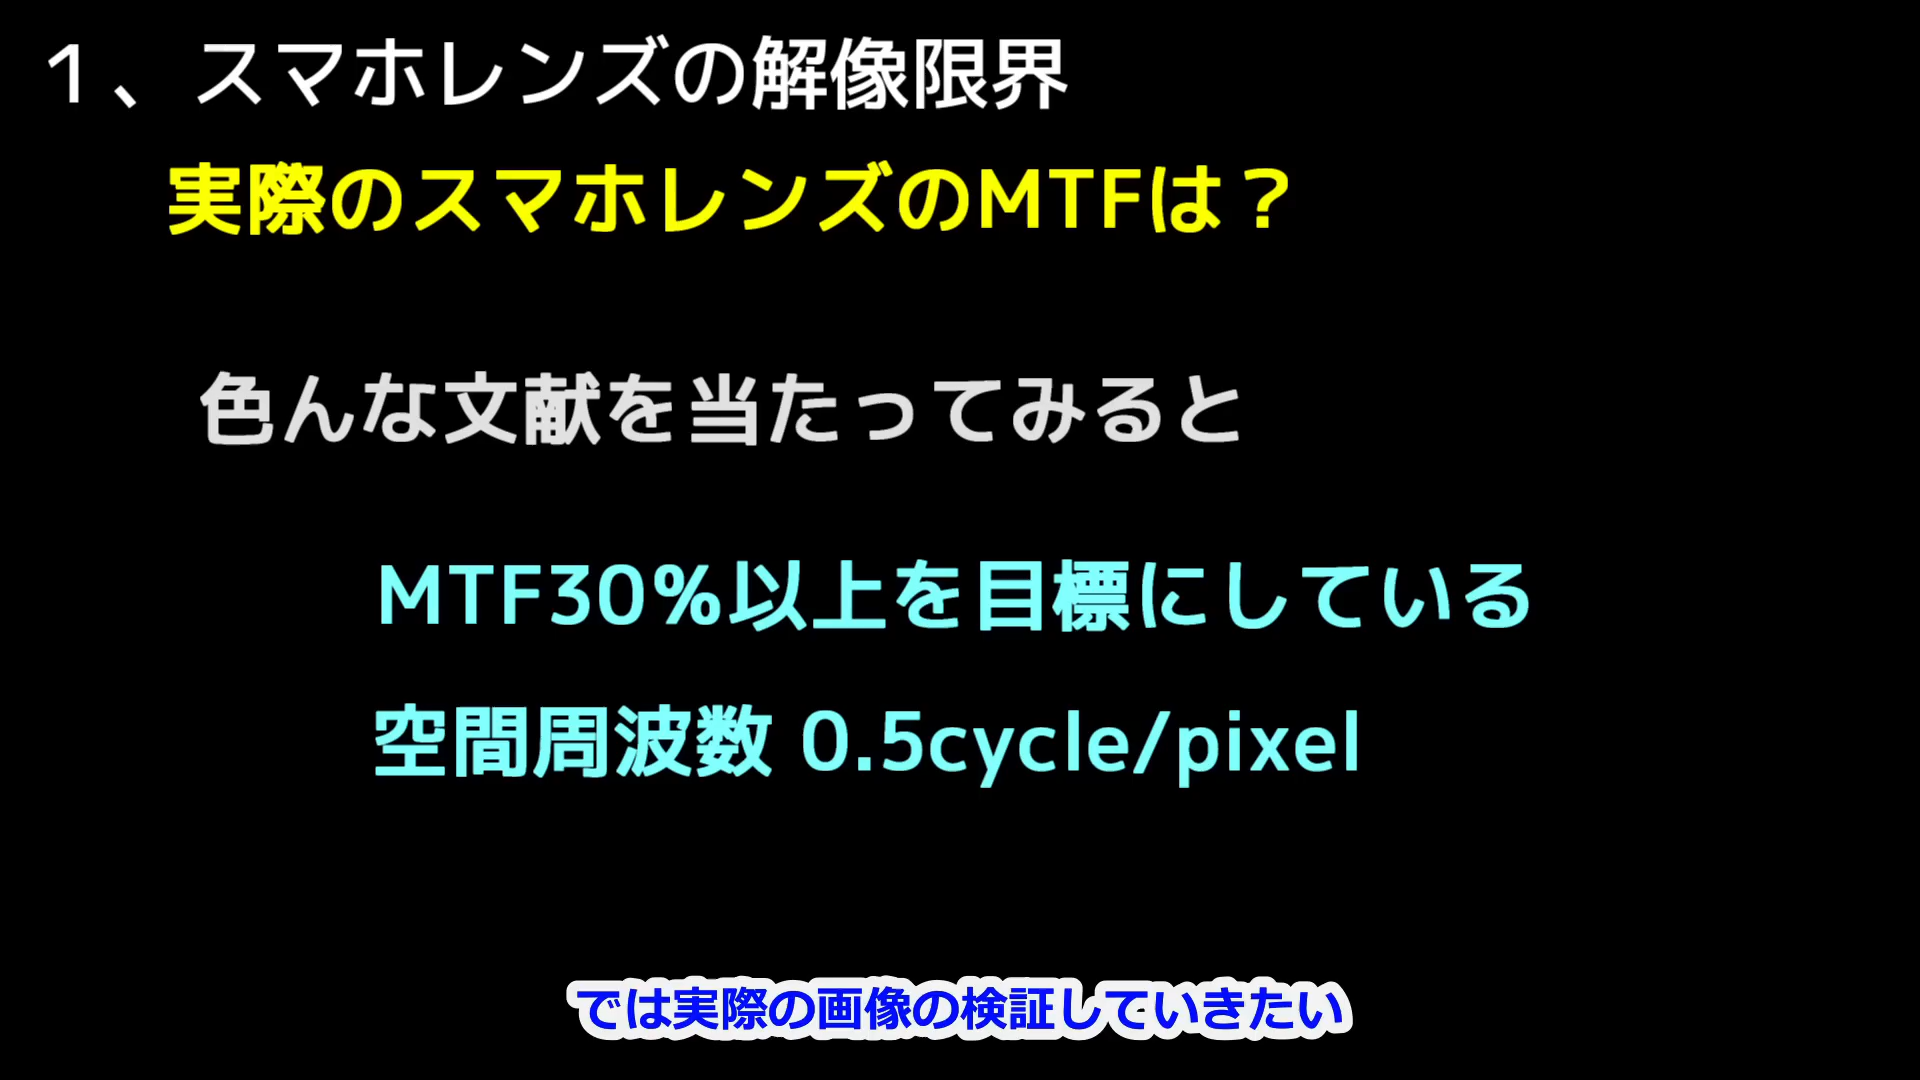 １、スマホレンズの解像限界
実際のスマホレンズのMTFは？
色んな文献を当たってみると
MTF30%以上を目標にしている
空間周波数 0.5cycle/pixel
では実際の画像の検証していきたい